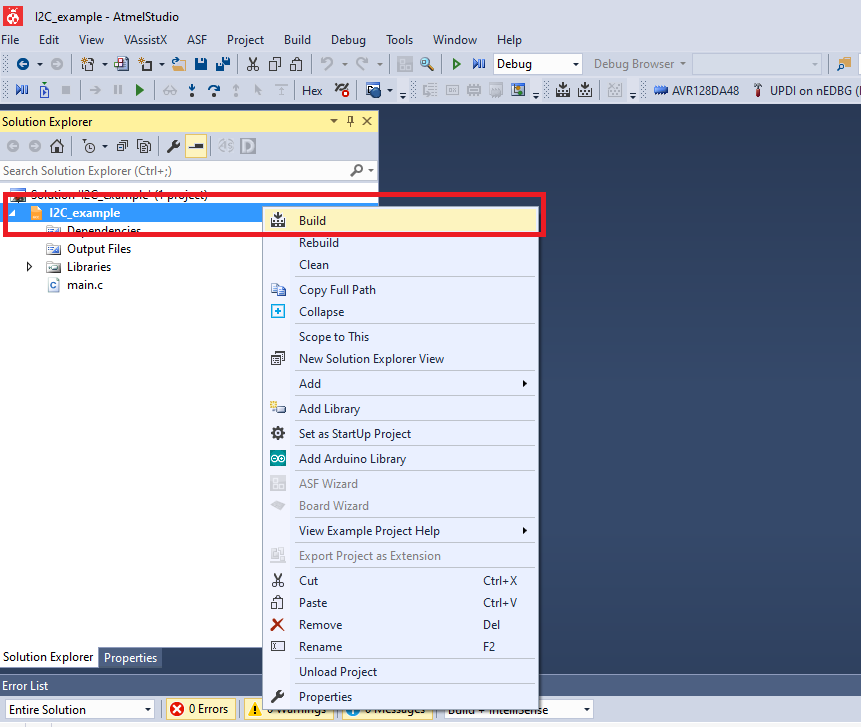 I2C_example - AtmelStudio
File Edit View VAssistX ASF Project Build Debug Tools Window Help
Debug Debug Browser
Hex AVR128DA48 UPDI on nEDBG (
Solution Explorer
Search Solution Explorer (Ctrl+;)
Solution 'I2C_example' (1 project)
I2C_example
Dependencies
Output Files
Libraries
main.c
Build
Rebuild
Clean
Copy Full Path
Collapse
Scope to This
New Solution Explorer View
Add
Add Library
Set as StartUp Project
Add Arduino Library
ASF Wizard
Board Wizard
View Example Project Help
Export Project as Extension
Cut Ctrl+X
Paste Ctrl+V
Remove Del
Rename F2
Unload Project
Properties
Solution Explorer Properties
Error List
Entire Solution 0 Errors 0 Warnings 0 Messages Build + IntelliSense